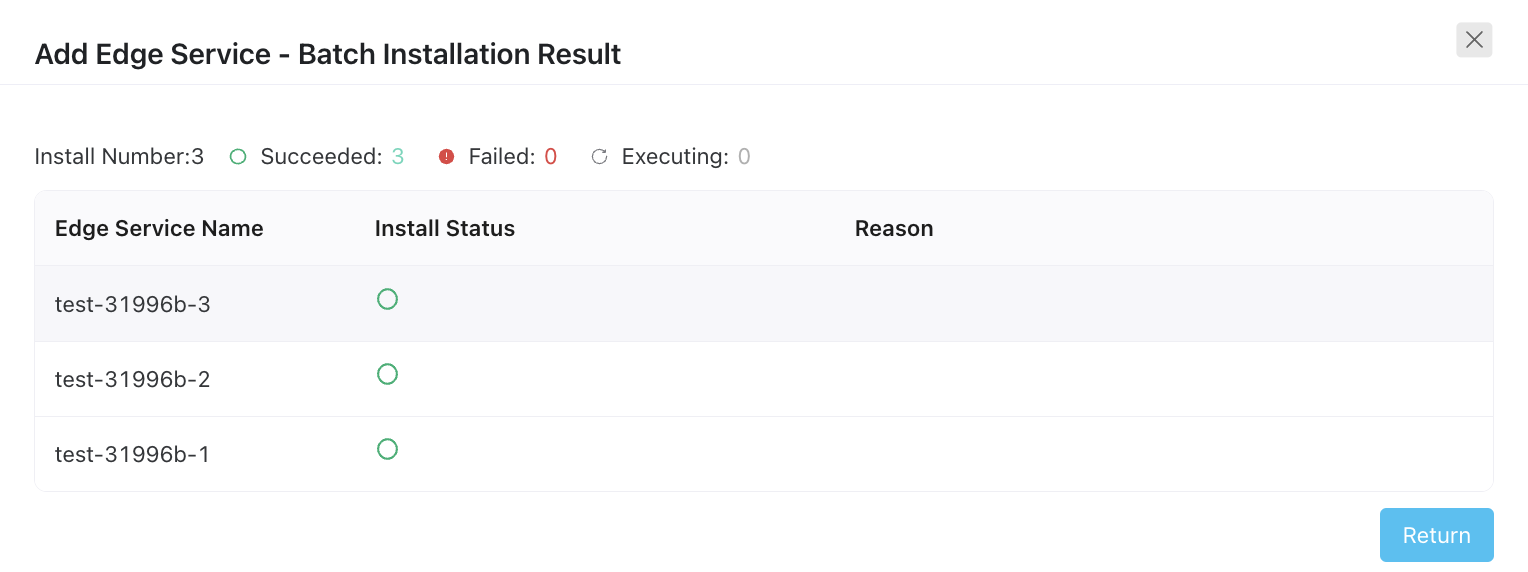 Add Edge Service - Batch Installation Result
Install Number:3 Succeeded: 3 Failed: 0 Executing: 0
Edge Service Name Install Status Reason
test-31996b-3
test-31996b-2
test-31996b-1
Return